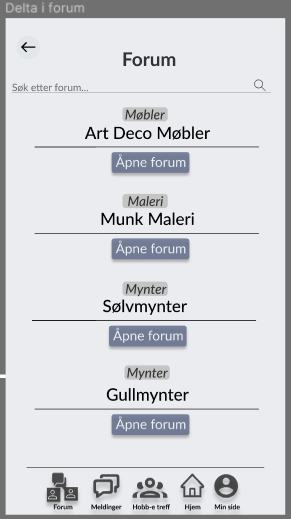 Delta i forum
Forum
Søk etter forum...
Møbler
Art Deco Møbler
Åpne forum
Maleri
Munk Maleri
Åpne forum
Mynter
Sølvmynter
Åpne forum
Mynter
Gullmynter
Åpne forum
Forum Meldinger Hobb-e treff Hjem Min side